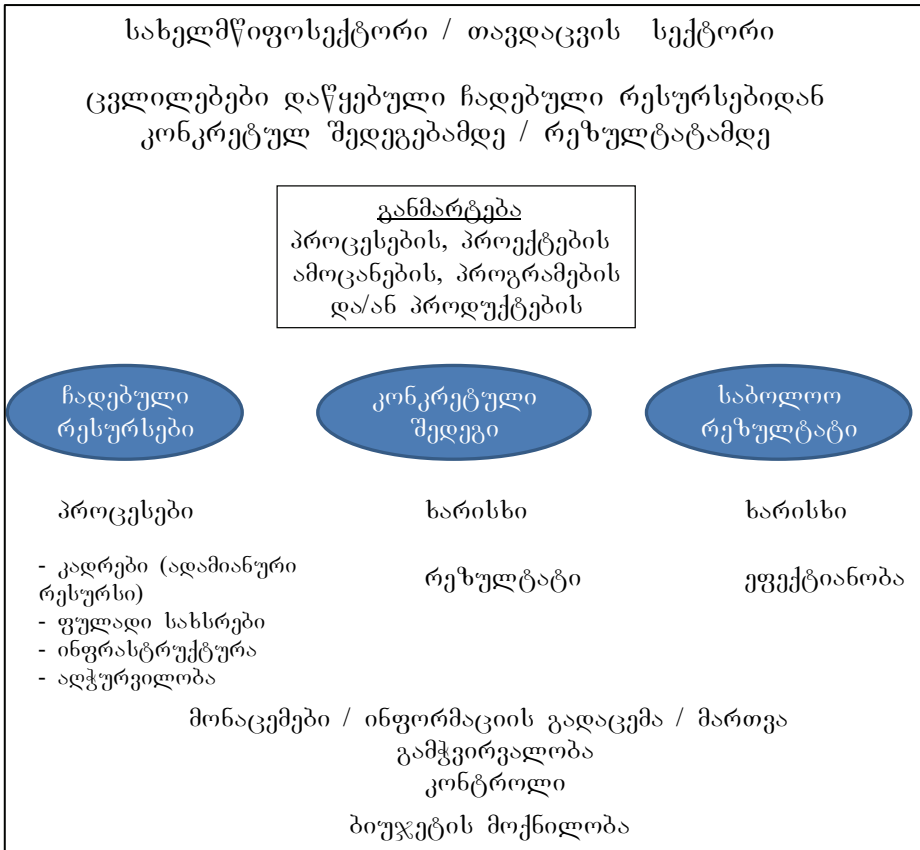 სახელმწიფოსექტორი / თავდაცვის სექტორი
ცვლილებები დაწყებული ჩადებული რესურსებიდან
კონკრეტულ შედეგებამდე / რეზულტატამდე
განმარტება
პროცესების, პროექტების
ამოცანების, პროგრამების
და/ან პროდუქტების
ჩადებული
რესურსები
კონკრეტული
შედეგი
საბოლოო
რეზულტატი
პროცესები
- კადრები (ადამიანური
რესურსი)
- ფულადი სახსრები
- ინფრასტრუქტურა
- აღჭურვილობა
ხარისხი
რეზულტატი
ხარისხი
ეფექტიანობა
მონაცემები / ინფორმაციის გადაცემა / მართვა
გამჭვირვალობა
კონტროლი
ბიუჯეტის მოქნილობა